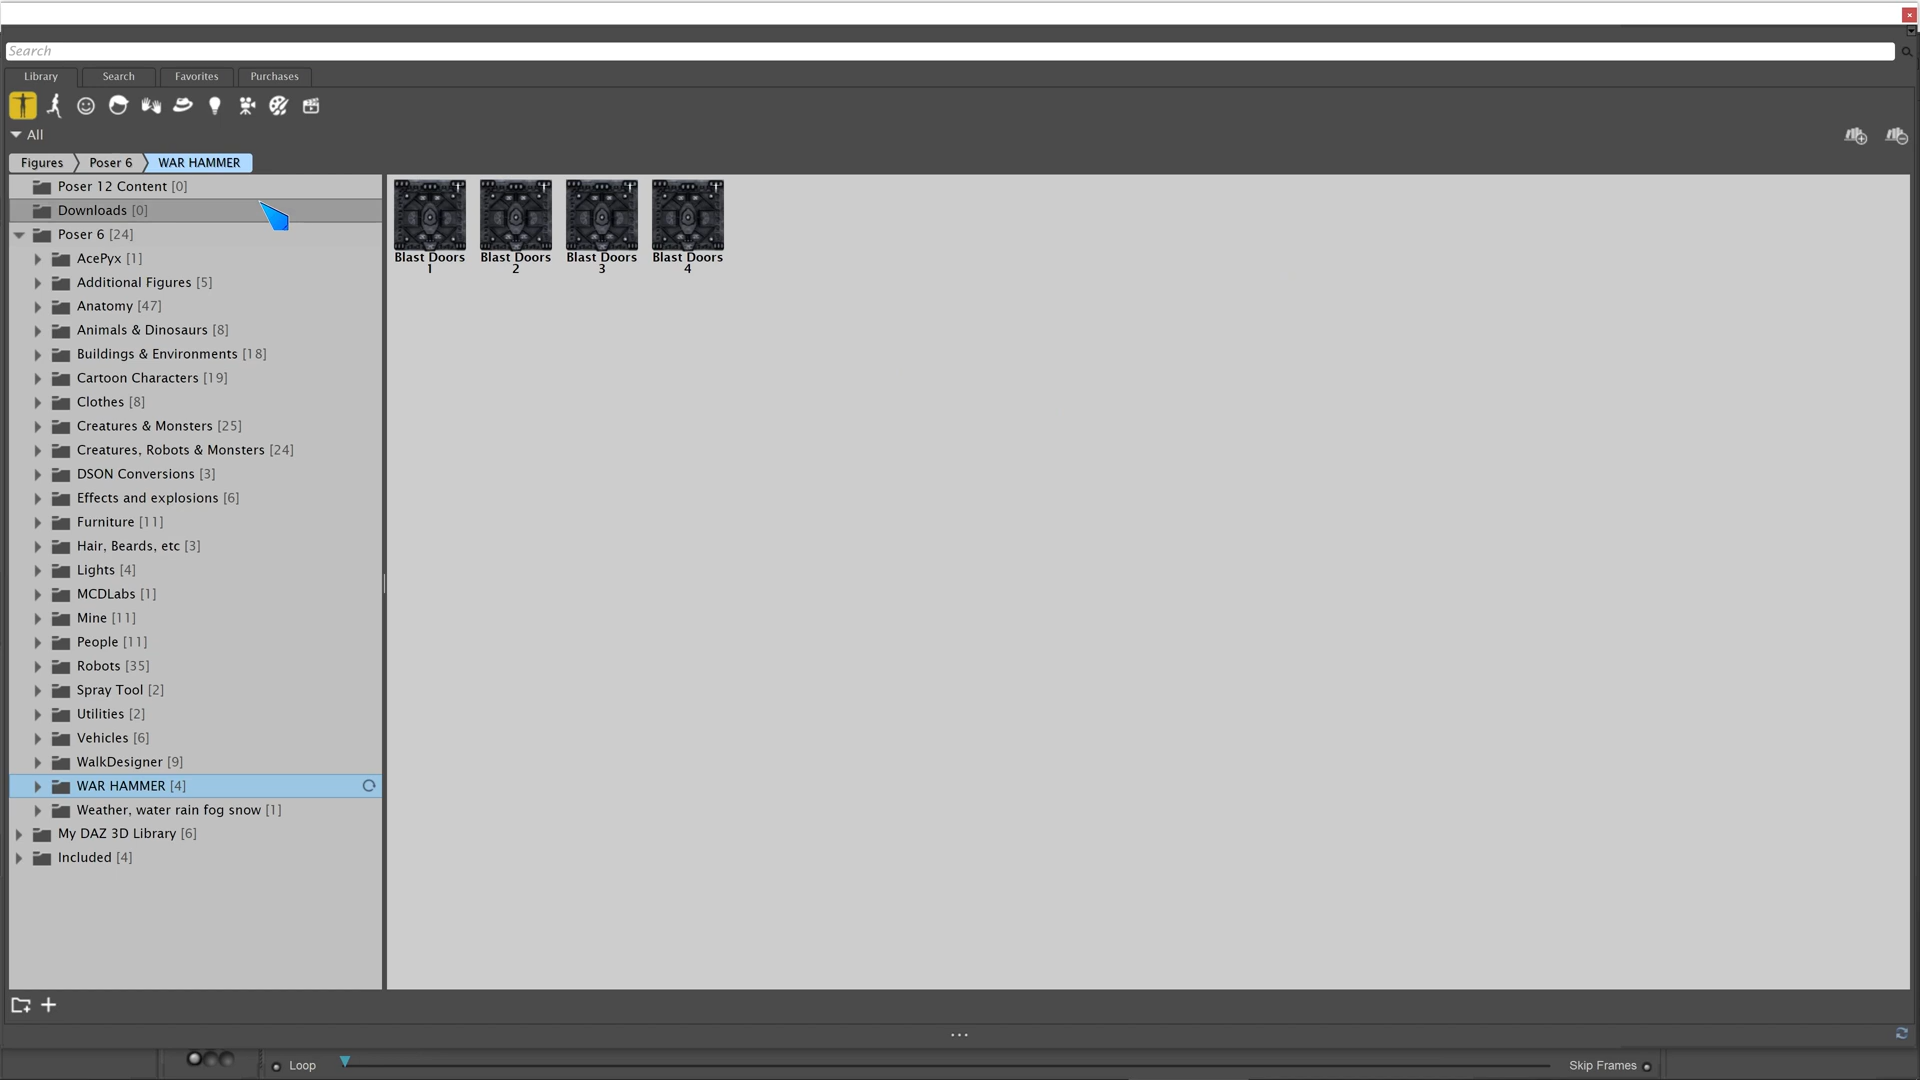 Search
Library
Search
Favorites
Purchases
All
Figures
Poser 6
WAR HAMMER
Poser 12 Content [0]
Downloads [0]
Poser 6 [24]
AcePyx [1]
Additional Figures [5]
Anatomy [47]
Animals & Dinosaurs [8]
Buildings & Environments [18]
Cartoon Characters [19]
Clothes [8]
Creatures & Monsters [25]
Creatures, Robots & Monsters [24]
DSON Conversions [3]
Effects and explosions [6]
Furniture [11]
Hair, Beards, etc [3]
Lights [4]
MCDLabs [1]
Mine [11]
People [11]
Robots [35]
Spray Tool [2]
Utilities [2]
Vehicles [6]
WalkDesigner [9]
WAR HAMMER [4]
Weather, water rain fog snow [1]
My DAZ 3D Library [6]
Included [4]
Blast Doors
1
Blast Doors
2
Blast Doors
3
Blast Doors
4
Loop
Skip Frames